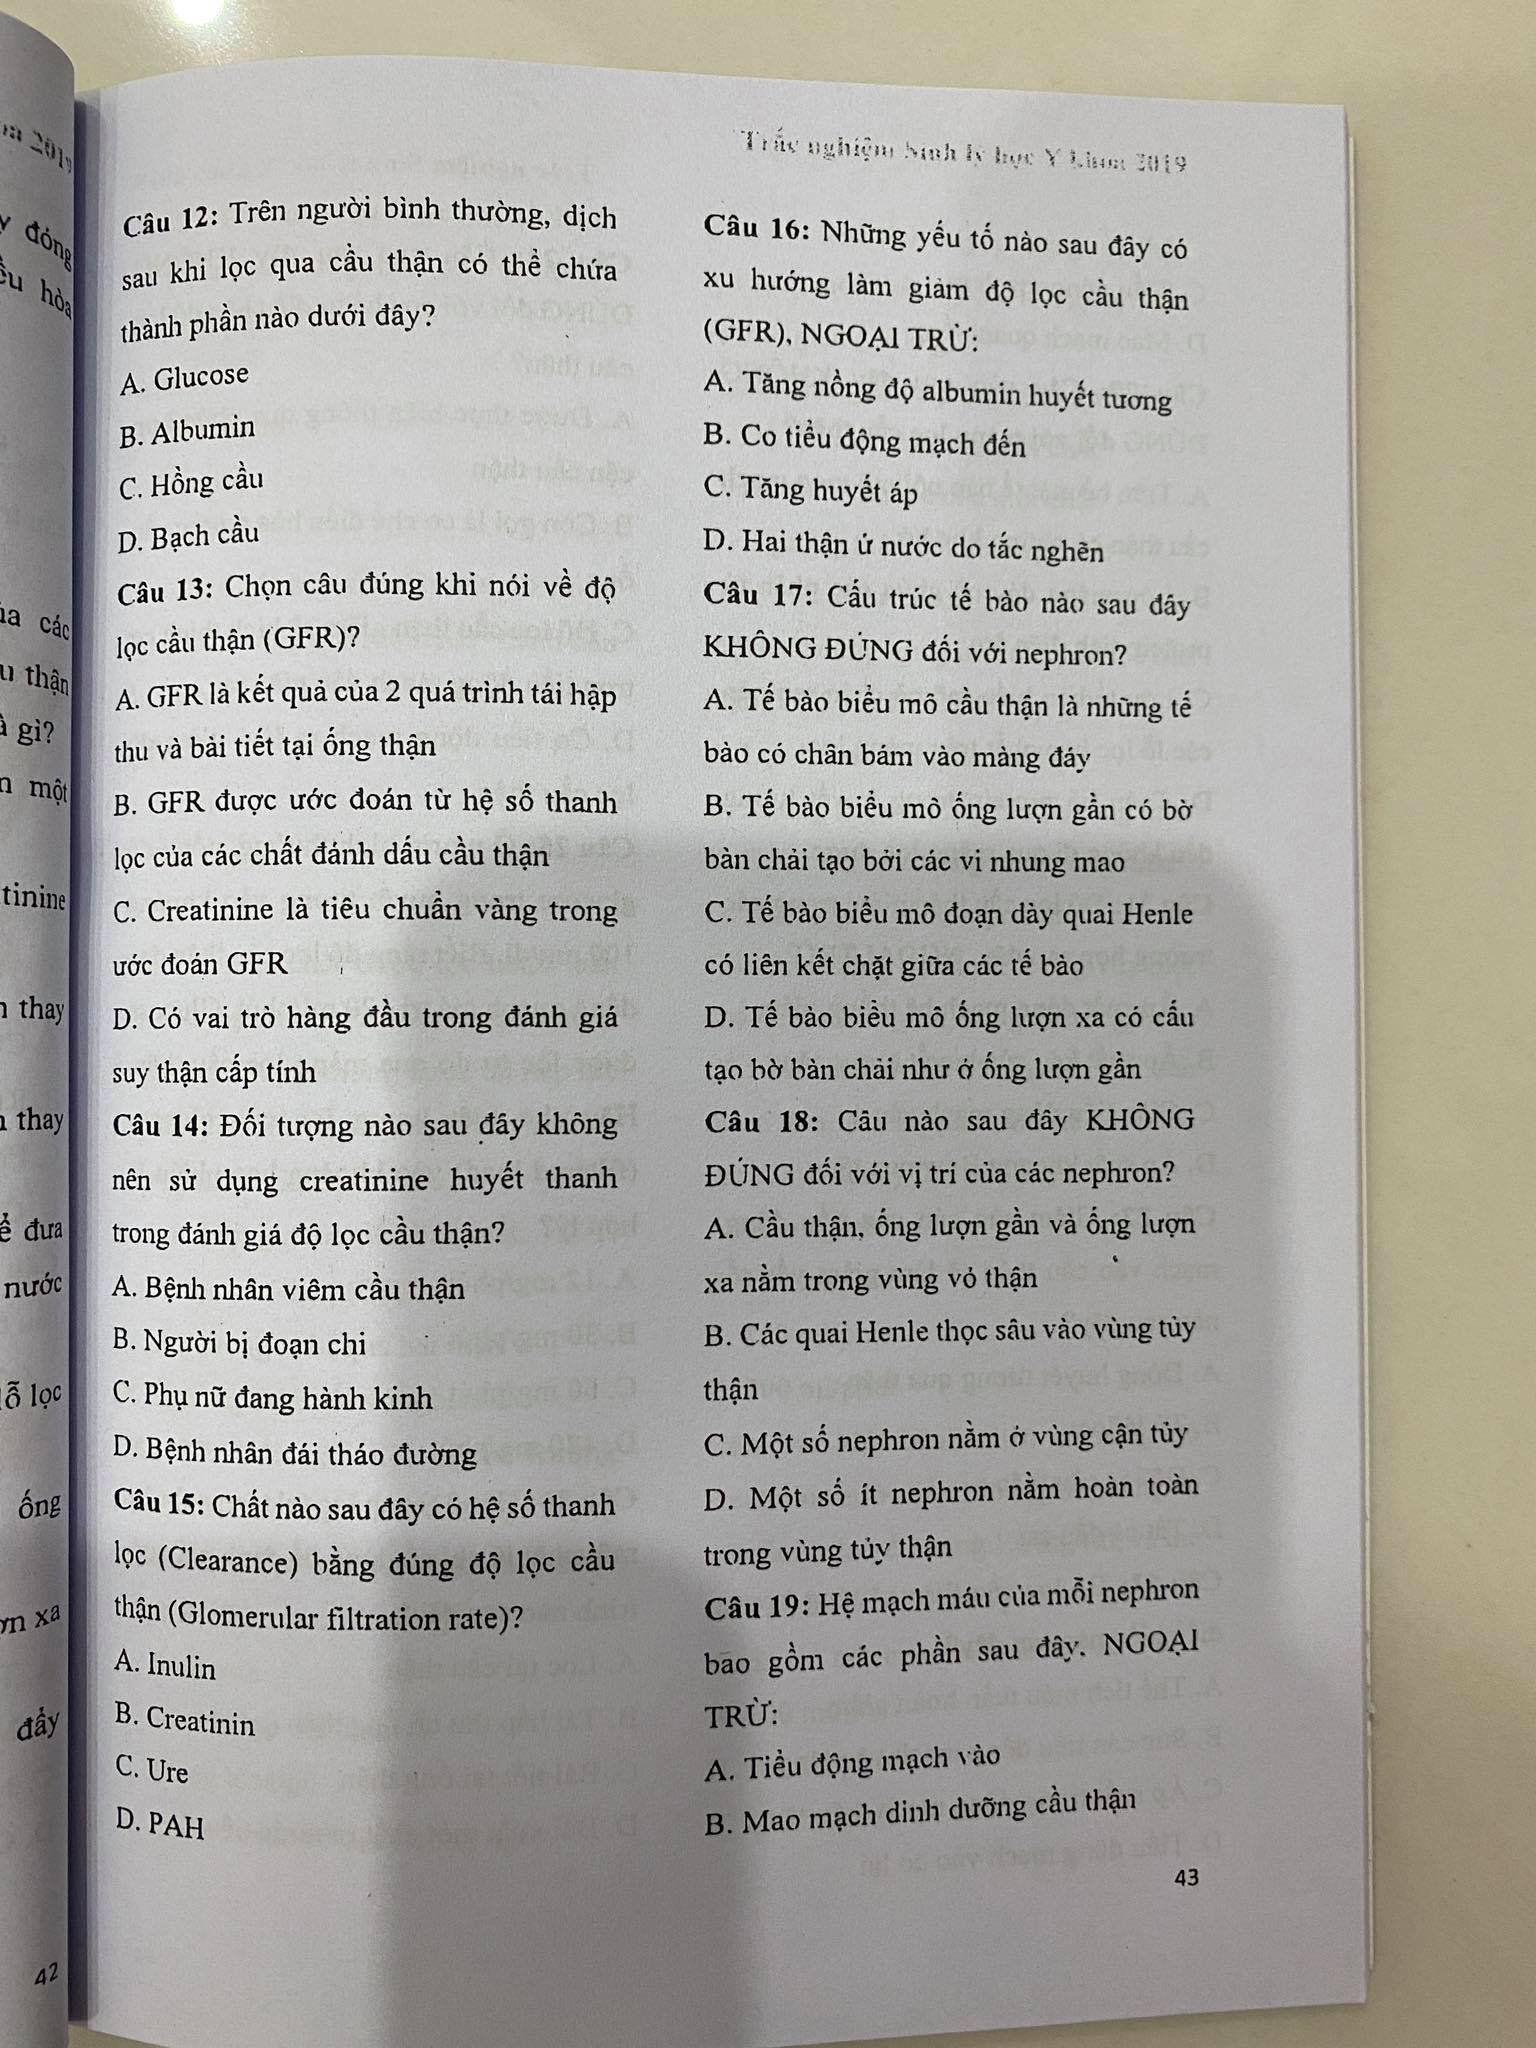 Trắc nghiệm Sinh lý học Y khoa 2019
Câu 12: Trên người bình thường, dịch
sau khi lọc qua cầu thận có thể chứa
thành phần nào dưới đây?
A. Glucose
B. Albumin
C. Hồng cầu
D. Bạch cầu
Câu 13: Chọn câu đúng khi nói về độ
lọc cầu thận (GFR)?
A. GFR là kết quả của 2 quá trình tái hập
thu và bài tiết tại ống thận
B. GFR được ước đoán từ hệ số thanh
lọc của các chất đánh dấu cầu thận
C. Creatinine là tiêu chuẩn vàng trong
ước đoán GFR
D. Có vai trò hàng đầu trong đánh giá
suy thận cấp tính
Câu 14: Đối tượng nào sau đây không
nên sử dụng creatinine huyết thanh
trong đánh giá độ lọc cầu thận?
A. Bệnh nhân viêm cầu thận
B. Người bị đoạn chi
C. Phụ nữ đang hành kinh
D. Bệnh nhân đái tháo đường
Câu 15: Chất nào sau đây có hệ số thanh
lọc (Clearance) bằng đúng độ lọc cầu
thận (Glomerular filtration rate)?
A. Inulin
B. Creatinin
C. Ure
D. PAH
Câu 16: Những yếu tố nào sau đây có
xu hướng làm giảm độ lọc cầu thận
(GFR), NGOẠI TRỪ:
A. Tăng nồng độ albumin huyết tương
B. Co tiểu động mạch đến
C. Tăng huyết áp
D. Hai thận ứ nước do tắc nghẽn
Câu 17: Cấu trúc tế bào nào sau đây
KHÔNG ĐÚNG đối với nephron?
A. Tế bào biểu mô cầu thận là những tế
bào có chân bám vào màng đáy
B. Tế bào biểu mô ống lượn gần có bờ
bàn chải tạo bởi các vi nhung mao
C. Tế bào biểu mô đoạn dày quai Henle
có liên kết chặt giữa các tế bào
D. Tế bào biểu mô ống lượn xa có cấu
tạo bờ bàn chải như ở ống lượn gần
Câu 18: Câu nào sau đây KHÔNG
ĐÚNG đối với vị trí của các nephron?
A. Cầu thận, ống lượn gần và ống lượn
xa nằm trong vùng vỏ thận
B. Các quai Henle thọc sâu vào vùng tủy
thận
C. Một số nephron nằm ở vùng cận tủy
D. Một số ít nephron nằm hoàn toàn
trong vùng tủy thận
Câu 19: Hệ mạch máu của mỗi nephron
bao gồm các phần sau đây, NGOẠI
TRỪ:
A. Tiểu động mạch vào
B. Mao mạch dinh dưỡng cầu thận
43
2019
đóng
hòa
các
thận
gì?
một
tinine
thay
thay
đưa
nước
lỗ lọc
ống
xa
đẩy
42